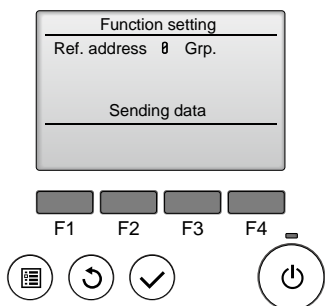 Function setting
Ref. address 0 Grp.
Sending data
F1 F2 F3 F4